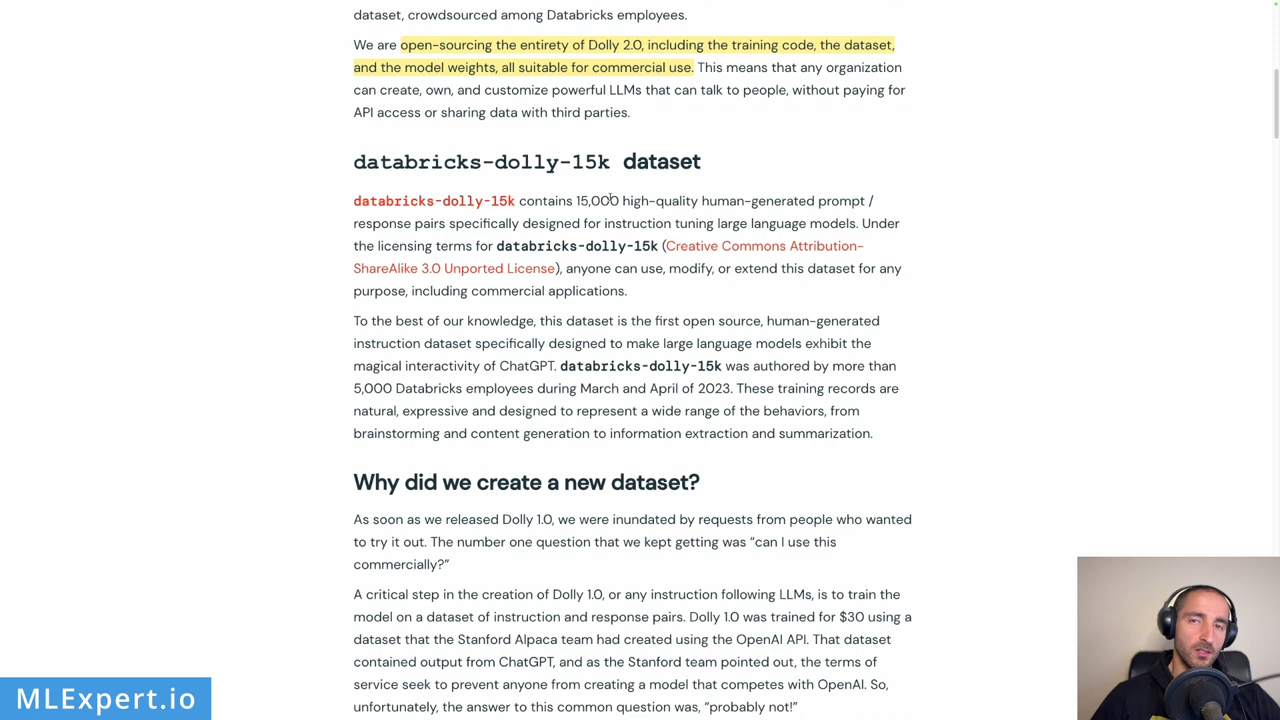 dataset, crowdsourced among Databricks employees.
We are open-sourcing the entirety of Dolly 2.0, including the training code, the dataset,
and the model weights, all suitable for commercial use. This means that any organization
can create, own, and customize powerful LLMs that can talk to people, without paying for
API access or sharing data with third parties.
databricks-dolly-15k dataset
databricks-dolly-15k contains 15,000 high-quality human-generated prompt /
response pairs specifically designed for instruction tuning large language models. Under
the licensing terms for databricks-dolly-15k (Creative Commons Attribution-
ShareAlike 3.0 Unported License), anyone can use, modify, or extend this dataset for any
purpose, including commercial applications.
To the best of our knowledge, this dataset is the first open source, human-generated
instruction dataset specifically designed to make large language models exhibit the
magical interactivity of ChatGPT. databricks-dolly-15k was authored by more than
5,000 Databricks employees during March and April of 2023. These training records are
natural, expressive and designed to represent a wide range of the behaviors, from
brainstorming and content generation to information extraction and summarization.
Why did we create a new dataset?
As soon as we released Dolly 1.0, we were inundated by requests from people who wanted
to try it out. The number one question that we kept getting was “can I use this
commercially?”
A critical step in the creation of Dolly 1.0, or any instruction following LLMs, is to train the
model on a dataset of instruction and response pairs. Dolly 1.0 was trained for $30 using a
dataset that the Stanford Alpaca team had created using the OpenAI API. That dataset
contained output from ChatGPT, and as the Stanford team pointed out, the terms of
service seek to prevent anyone from creating a model that competes with OpenAI. So,
unfortunately, the answer to this common question was, “probably not!”
MLExpert.io